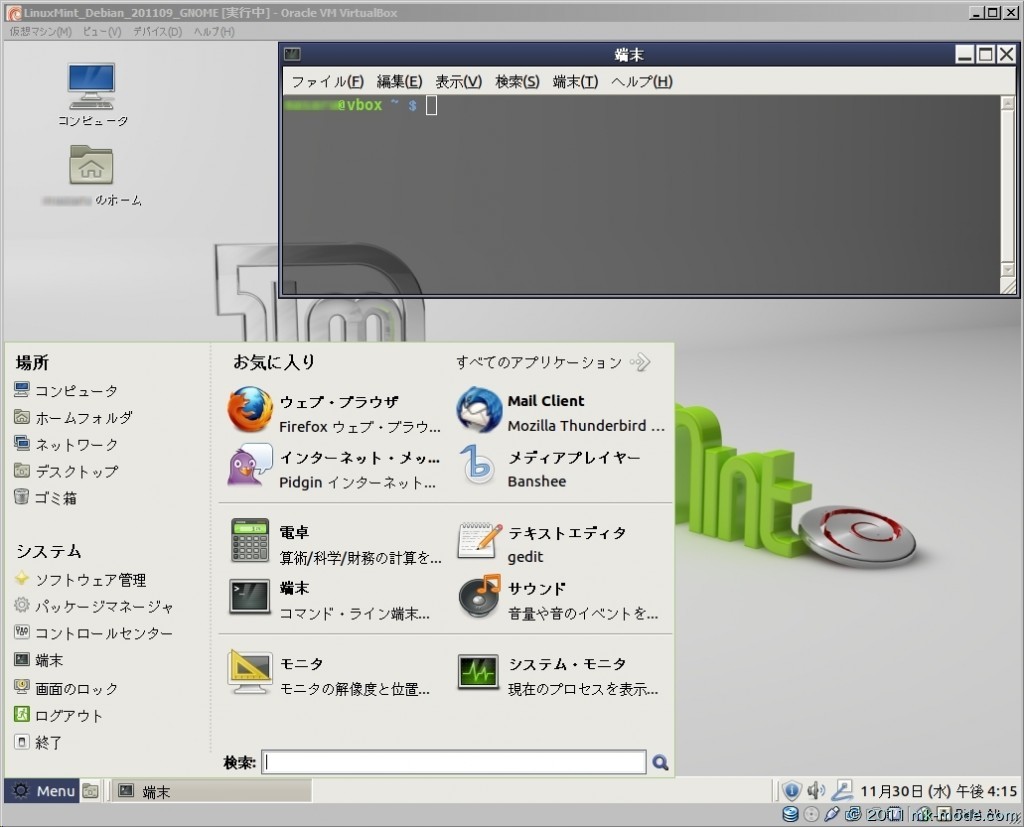 LinuxMint_Debian_201109_GNOME [実行中] - Oracle VM VirtualBox
仮想マシン(M) ビュー(V) デバイス(D) ヘルプ(H)
端末
ファイル(F) 編集(E) 表示(V) 検索(S) 端末(T) ヘルプ(H)
@vbox ~ $
コンピュータ
のホーム
場所
コンピュータ
ホームフォルダ
ネットワーク
デスクトップ
ゴミ箱
システム
ソフトウェア管理
パッケージマネージャ
コントロールセンター
端末
画面のロック
ログアウト
終了
お気に入り
すべてのアプリケーション
ウェブ・ブラウザ
Firefox ウェブ・ブラウ...
Mail Client
Mozilla Thunderbird ...
インターネット・メッ...
Pidgin インターネット...
メディアプレイヤー
Banshee
電卓
算術/科学/財務の計算を...
テキストエディタ
gedit
端末
コマンド・ライン端末...
サウンド
音量や音のイベントを...
モニタ
モニタの解像度と位置...
システム・モニタ
現在のプロセスを表示...
検索:
Mint
Menu
端末
11月30日 (水) 午後 4:15
2011 mk-mode.com